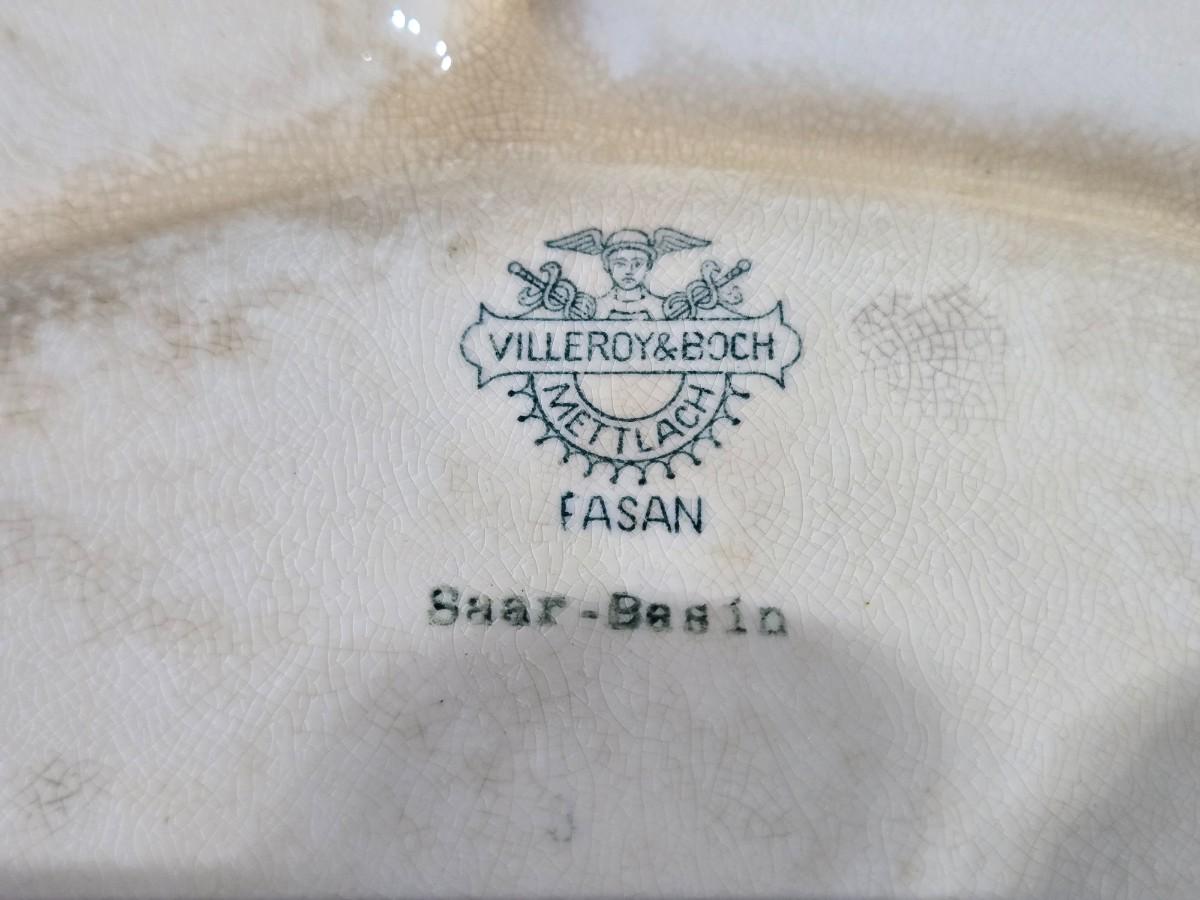 VILLEROY&BOCH
METTLACH
FASAN
Saar-Basin